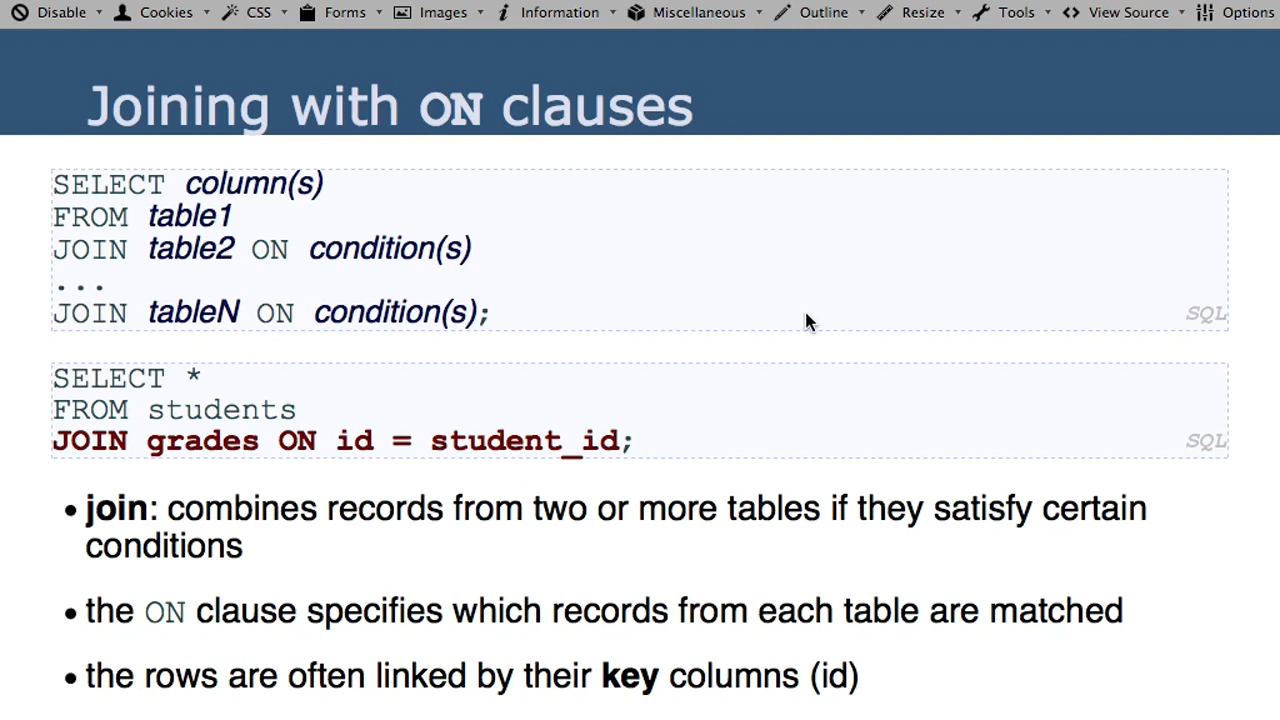 Disable Cookies CSS Forms Images Information Miscellaneous Outline Resize Tools View Source Options
Joining with ON clauses
SELECT column(s)
FROM table1
JOIN table2 ON condition(s)
...
JOIN tableN ON condition(s);
SQL
SELECT *
FROM students
JOIN grades ON id = student_id;
SQL
• join: combines records from two or more tables if they satisfy certain
conditions
• the ON clause specifies which records from each table are matched
• the rows are often linked by their key columns (id)